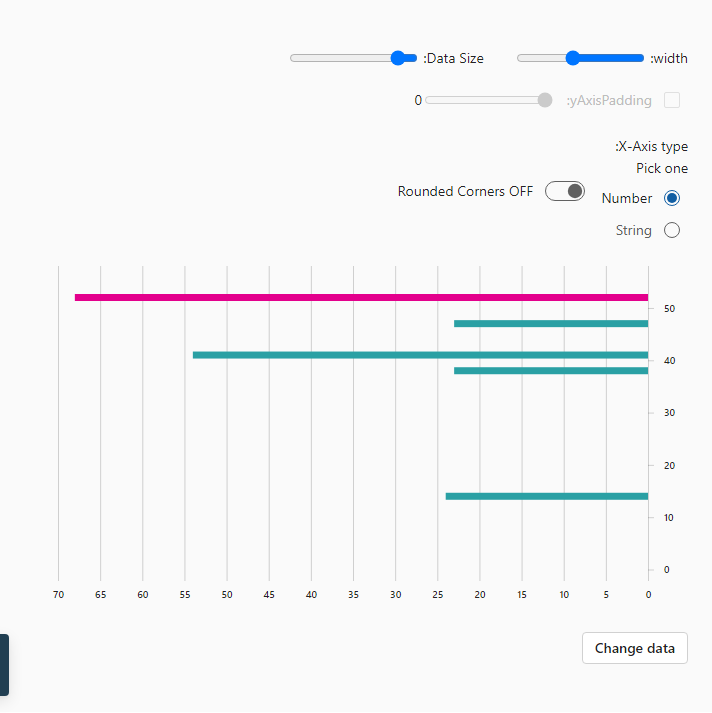 :width
:Data Size
:yAxisPadding
0
:X-Axis type
Pick one
Number
String
Rounded Corners OFF
50
40
30
20
10
0
70 65 60 55 50 45 40 35 30 25 20 15 10 5 0
Change data